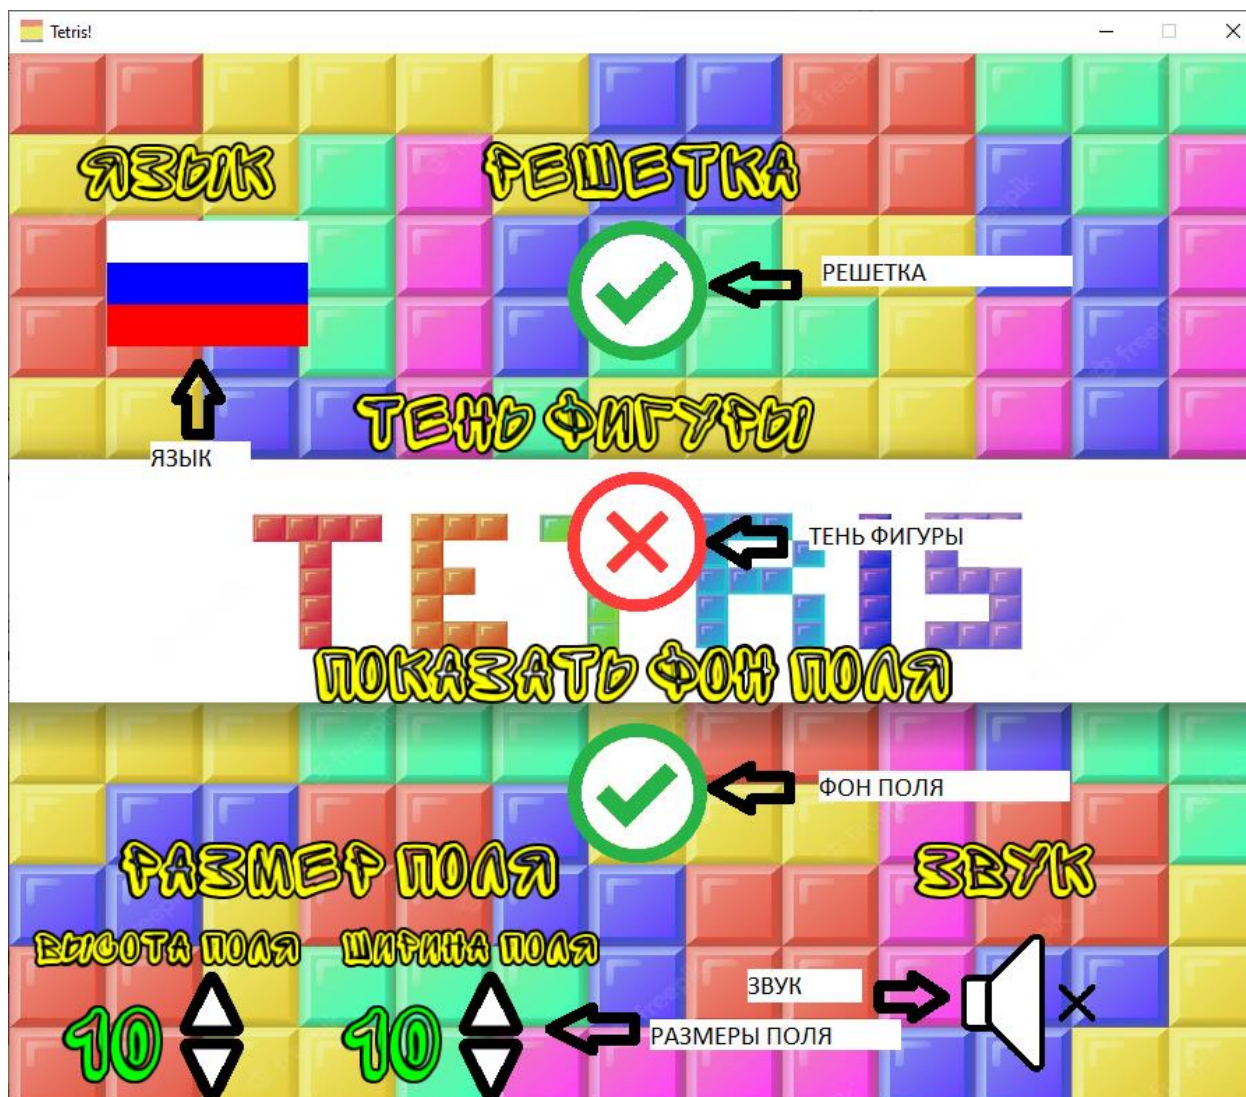 Tetris!
ЯЗЫК
РЕШЕТКА
РЕШЕТКА
ТЕНЬ ФИГУРЫ
ЯЗЫК
ТЕНЬ ФИГУРЫ
TETRIS
ПОКАЗАТЬ ФОН ПОЛЯ
ФОН ПОЛЯ
РАЗМЕР ПОЛЯ
ЗВУК
ВЫСОТА ПОЛЯ
ШИРИНА ПОЛЯ
ЗВУК
10
10
РАЗМЕРЫ ПОЛЯ